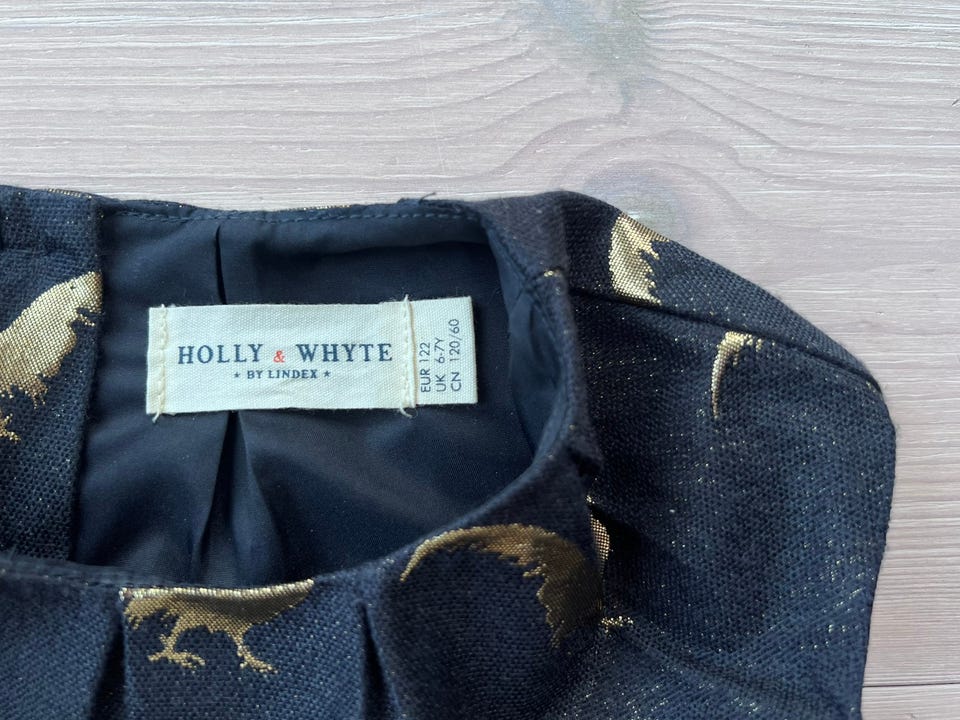 HOLLY & WHYTE
★ BY LINDEX ★
EUR 122
UK 6-7Y
CN 120/60